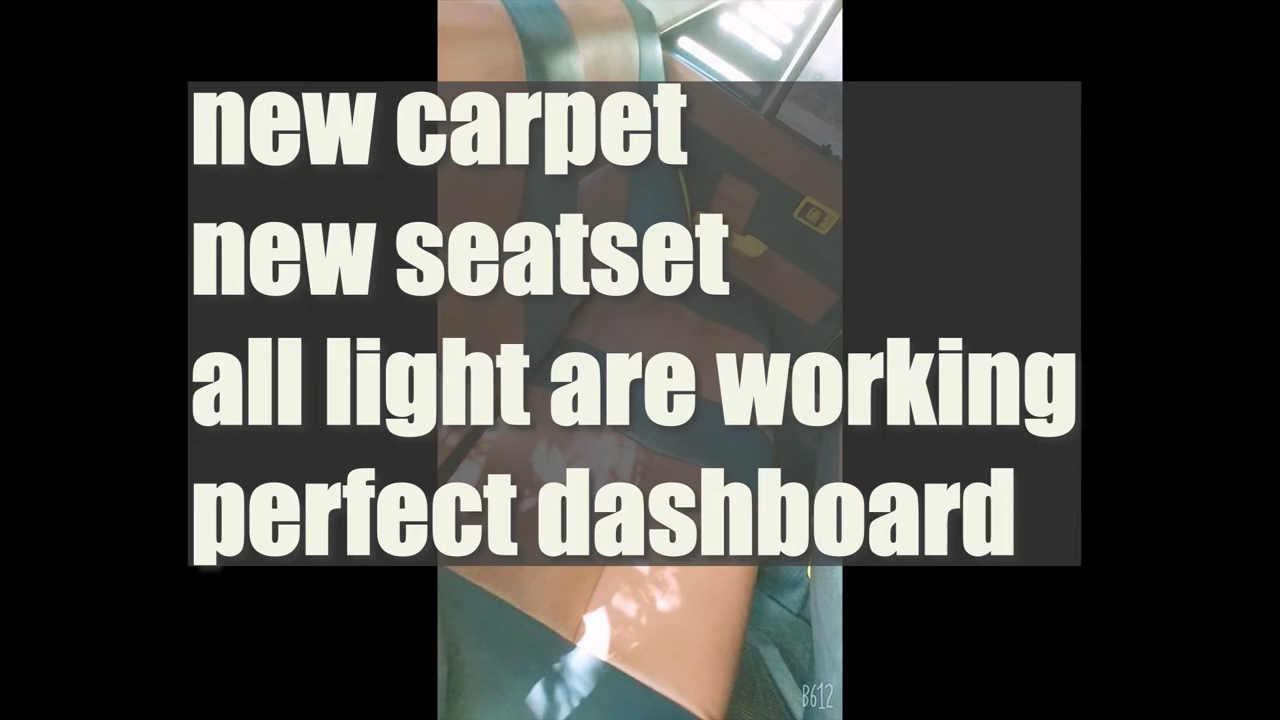 new carpet
new seatset
all light are working
perfect dashboard
B612